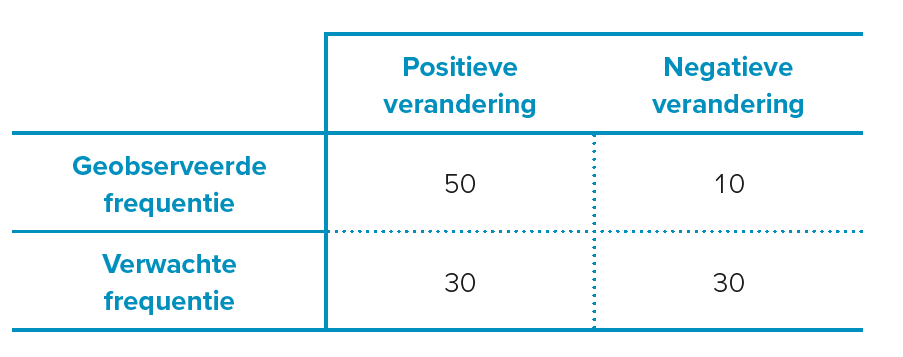 Positieve Negatieve
verandering verandering
Geobserveerde
frequentie
50 10
Verwachte
frequentie
30 30